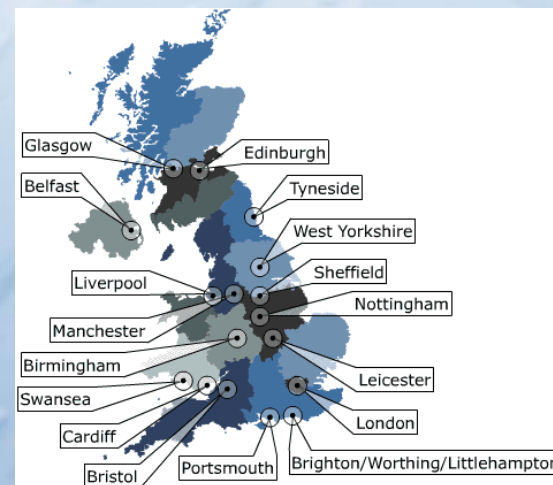 Glasgow
Edinburgh
Belfast
Tyneside
West Yorkshire
Liverpool
Sheffield
Manchester
Nottingham
Birmingham
Leicester
Swansea
London
Cardiff
Bristol
Portsmouth
Brighton/Worthing/Littlehampton